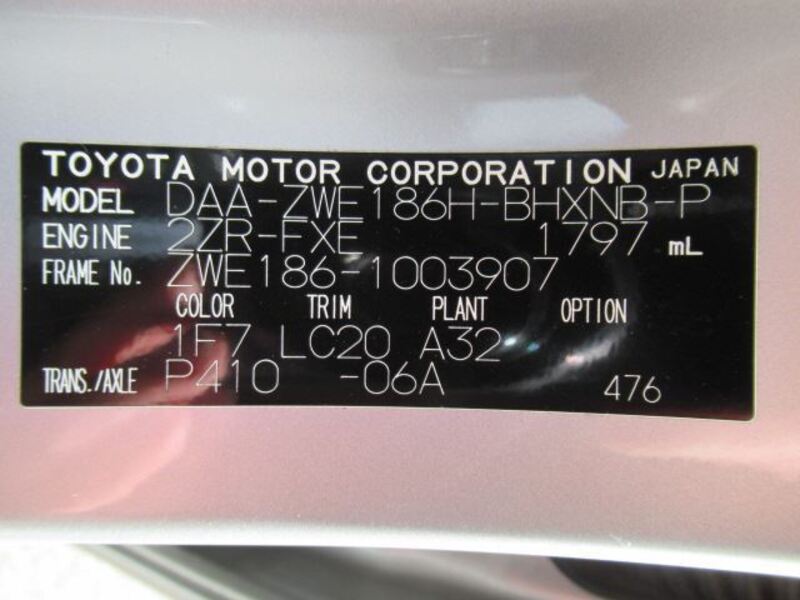 TOYOTA MOTOR CORPORATION JAPAN
MODEL DAA-ZWE186H-BHXNB-P
ENGINE 2ZR-FXE 1797 mL
FRAME No. ZWE186-1003907
COLOR TRIM PLANT OPTION
1F7 LC20 A32
TRANS./AXLE P410 -06A 476